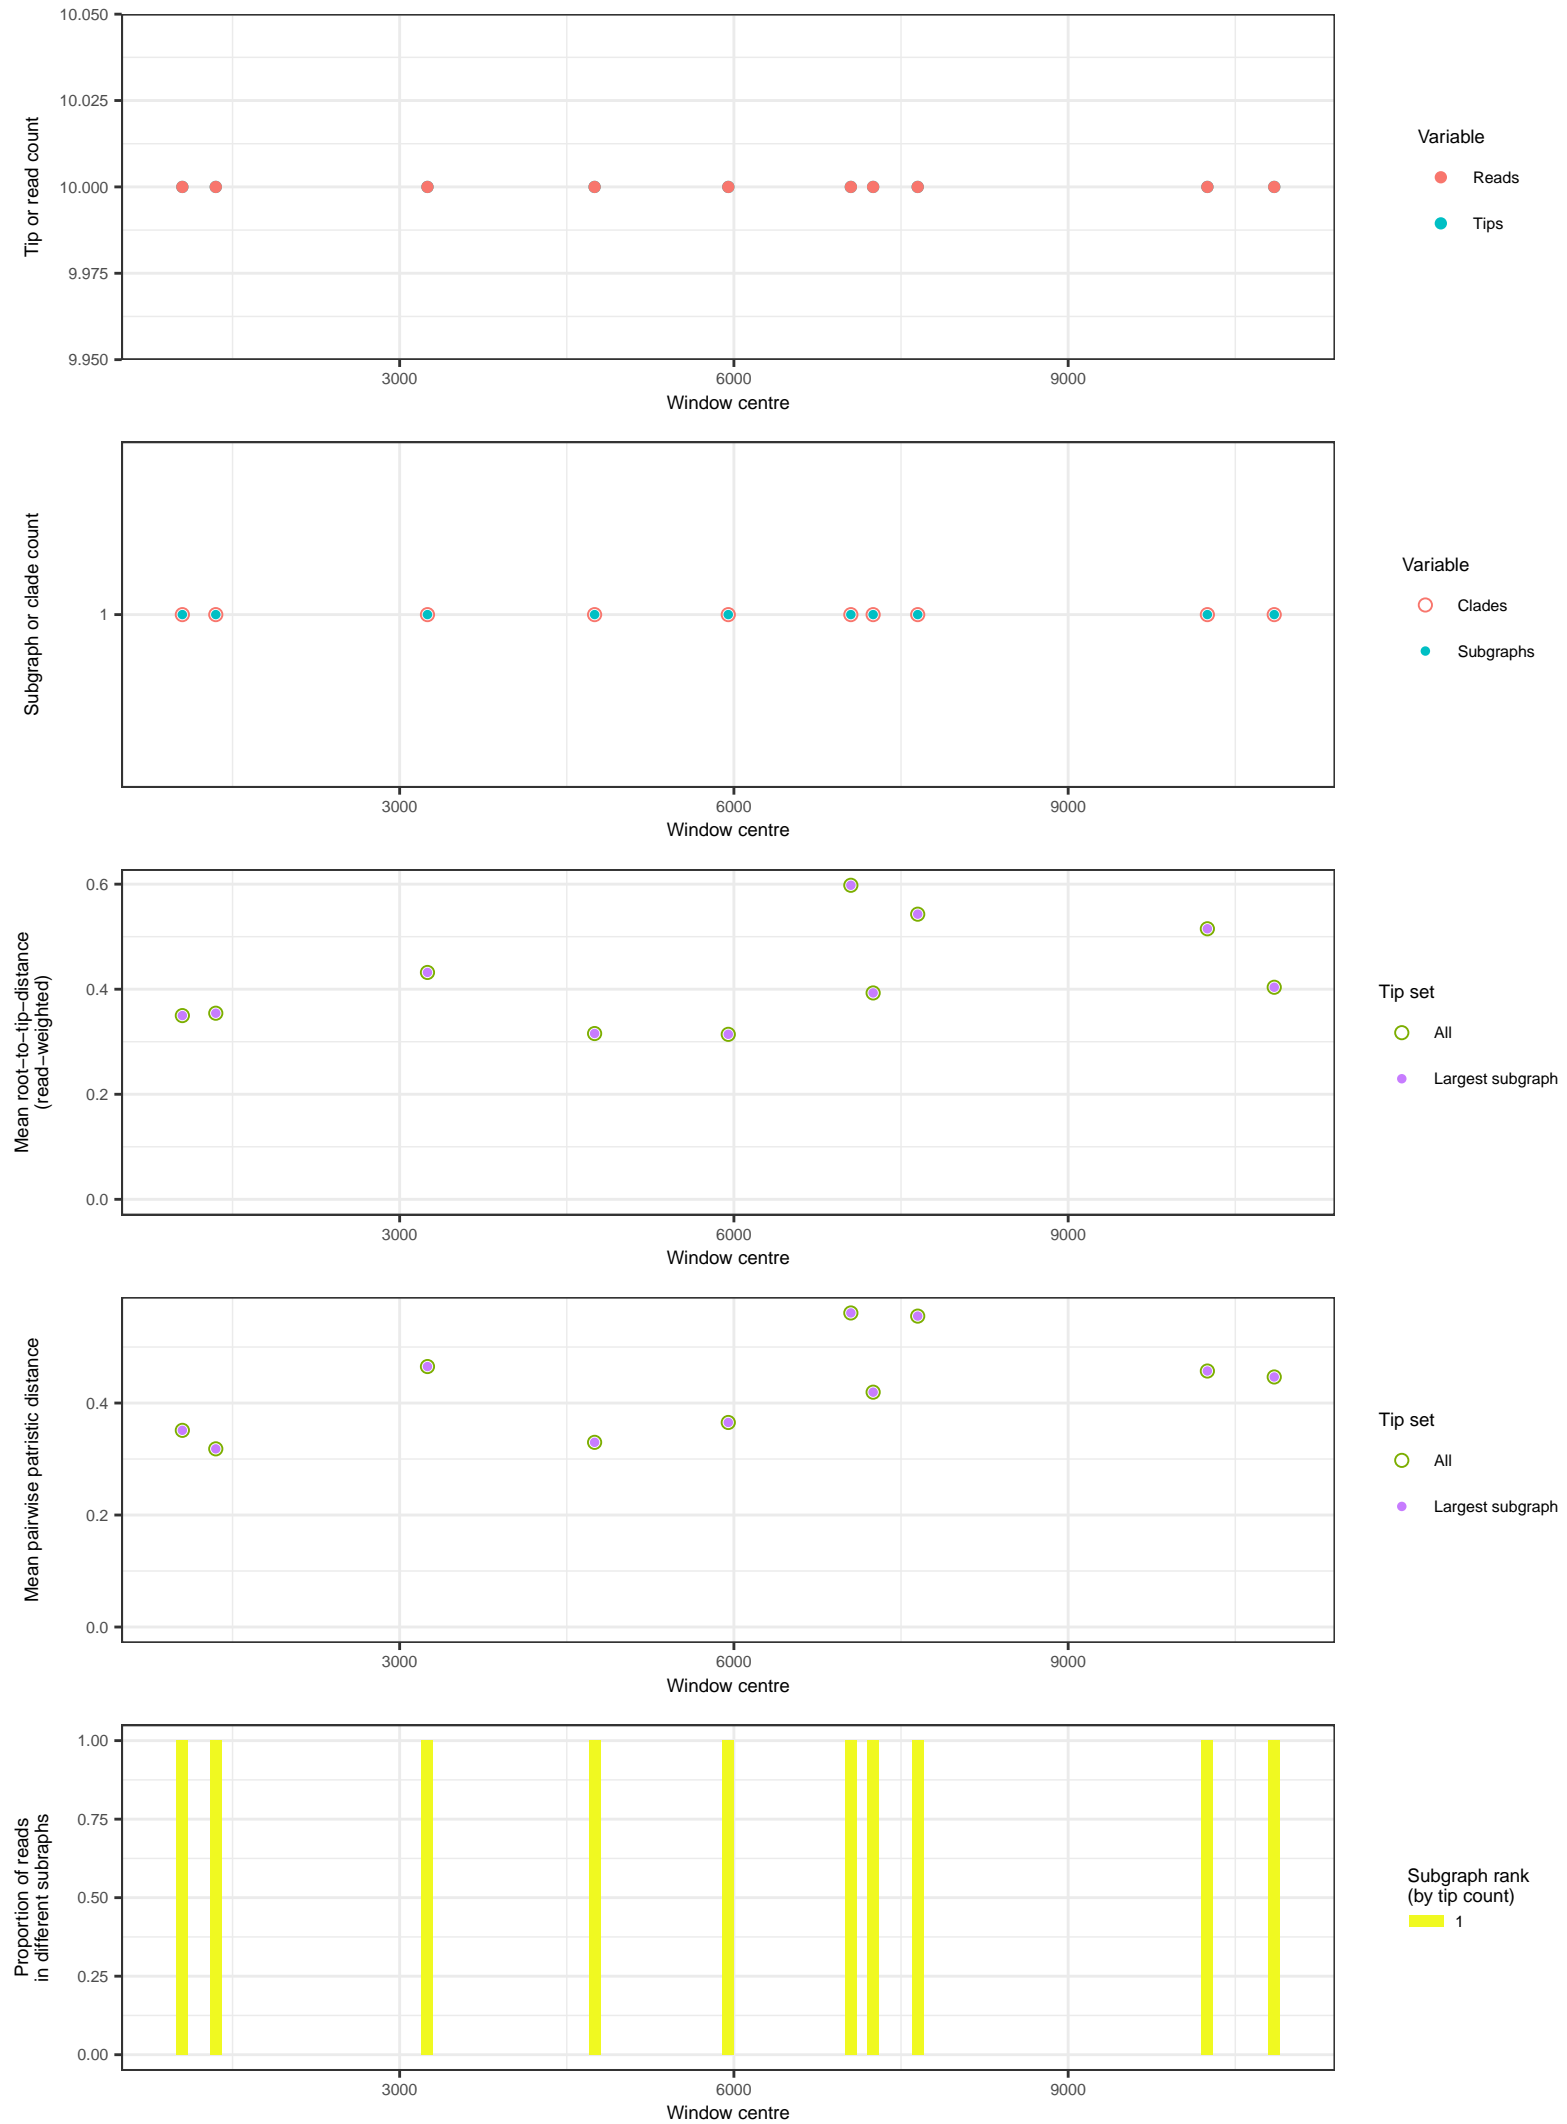 10.050
10.025
10.000
9.975
9.950
Tip or read count
3000
6000
9000
Window centre
Variable
Reads
Tips
1
Subgraph or clade count
3000
6000
9000
Window centre
Variable
Clades
Subgraphs
0.6
0.4
0.2
0.0
Mean root−to−tip−distance
(read−weighted)
3000
6000
9000
Window centre
Tip set
All
Largest subgraph
0.4
0.2
0.0
Mean pairwise patristic distance
3000
6000
9000
Window centre
Tip set
All
Largest subgraph
1.00
0.75
0.50
0.25
0.00
Proportion of reads
in different subraphs
3000
6000
9000
Window centre
Subgraph rank
(by tip count)
1